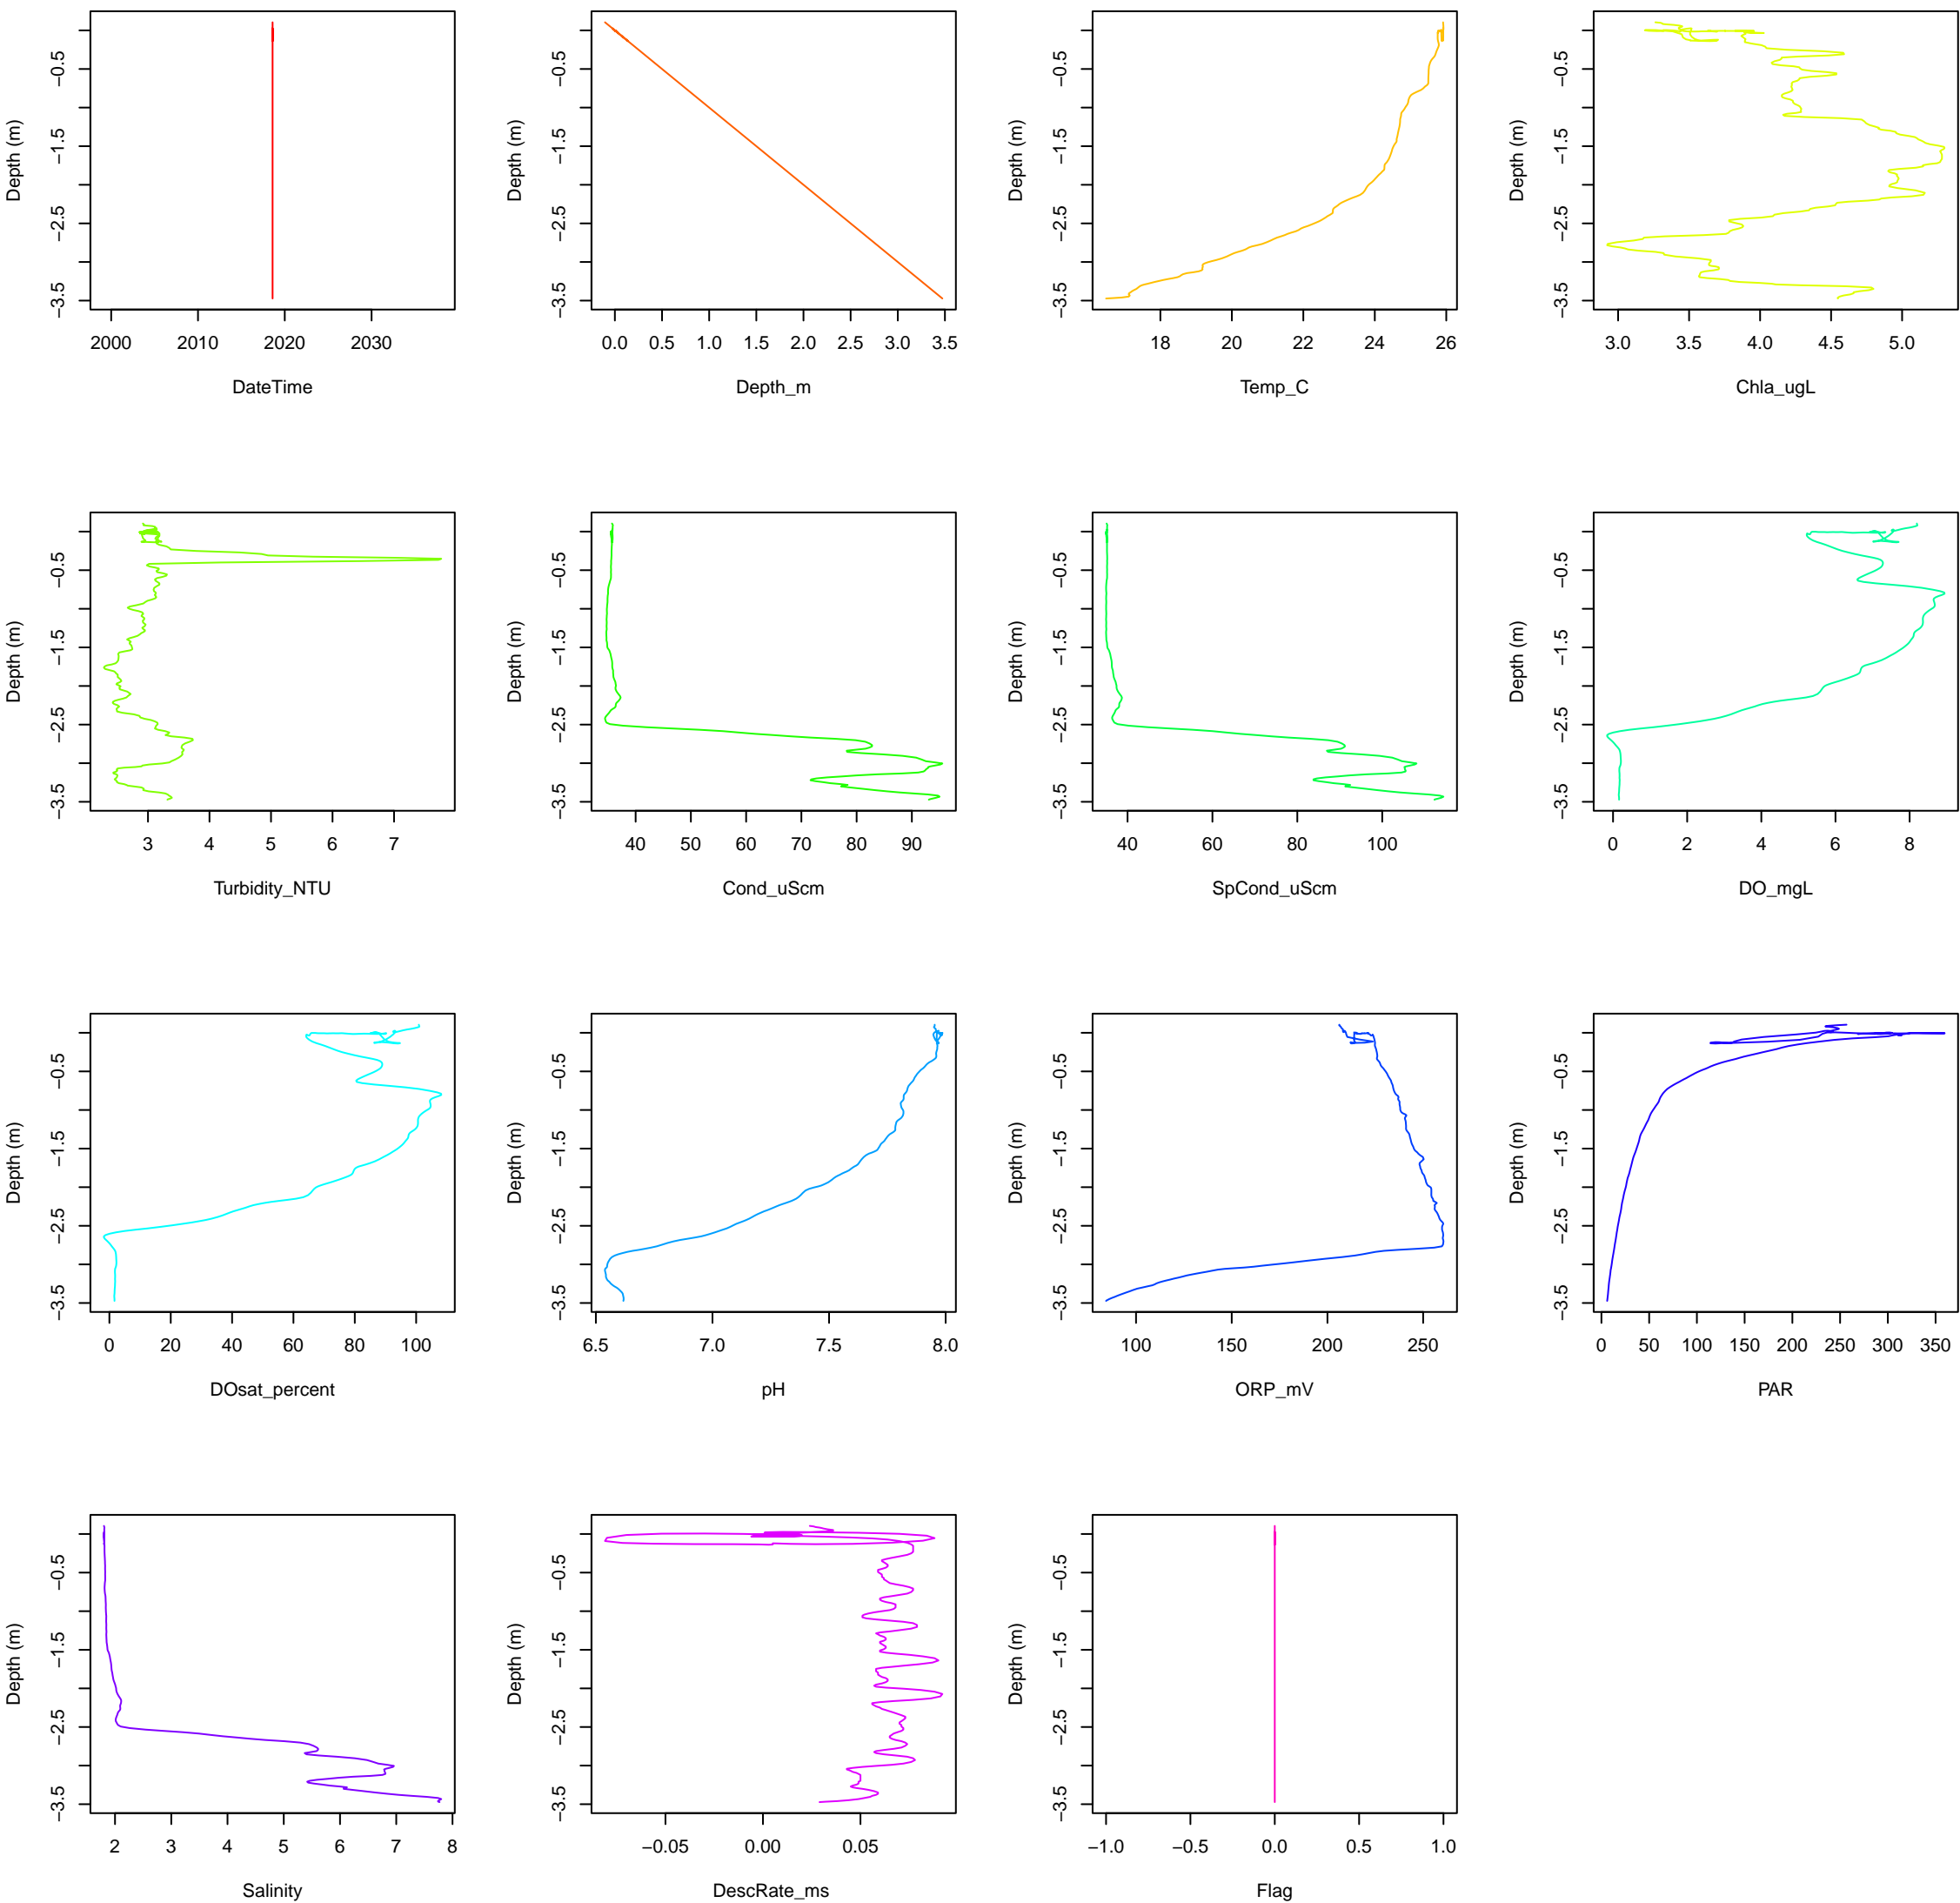 Depth (m)
−3.5 −2.5 −1.5 −0.5
2000 2010 2020 2030
DateTime
Depth (m)
−3.5 −2.5 −1.5 −0.5
0.0 0.5 1.0 1.5 2.0 2.5 3.0 3.5
Depth_m
Depth (m)
−3.5 −2.5 −1.5 −0.5
18 20 22 24 26
Temp_C
Depth (m)
−3.5 −2.5 −1.5 −0.5
3.0 3.5 4.0 4.5 5.0
Chla_ugL
Depth (m)
−3.5 −2.5 −1.5 −0.5
3 4 5 6 7
Turbidity_NTU
Depth (m)
−3.5 −2.5 −1.5 −0.5
40 50 60 70 80 90
Cond_uScm
Depth (m)
−3.5 −2.5 −1.5 −0.5
40 60 80 100
SpCond_uScm
Depth (m)
−3.5 −2.5 −1.5 −0.5
0 2 4 6 8
DO_mgL
Depth (m)
−3.5 −2.5 −1.5 −0.5
0 20 40 60 80 100
DOsat_percent
Depth (m)
−3.5 −2.5 −1.5 −0.5
6.5 7.0 7.5 8.0
pH
Depth (m)
−3.5 −2.5 −1.5 −0.5
100 150 200 250
ORP_mV
Depth (m)
−3.5 −2.5 −1.5 −0.5
0 50 100 150 200 250 300 350
PAR
Depth (m)
−3.5 −2.5 −1.5 −0.5
2 3 4 5 6 7 8
Salinity
Depth (m)
−3.5 −2.5 −1.5 −0.5
−0.05 0.00 0.05
DescRate_ms
Depth (m)
−3.5 −2.5 −1.5 −0.5
−1.0 −0.5 0.0 0.5 1.0
Flag